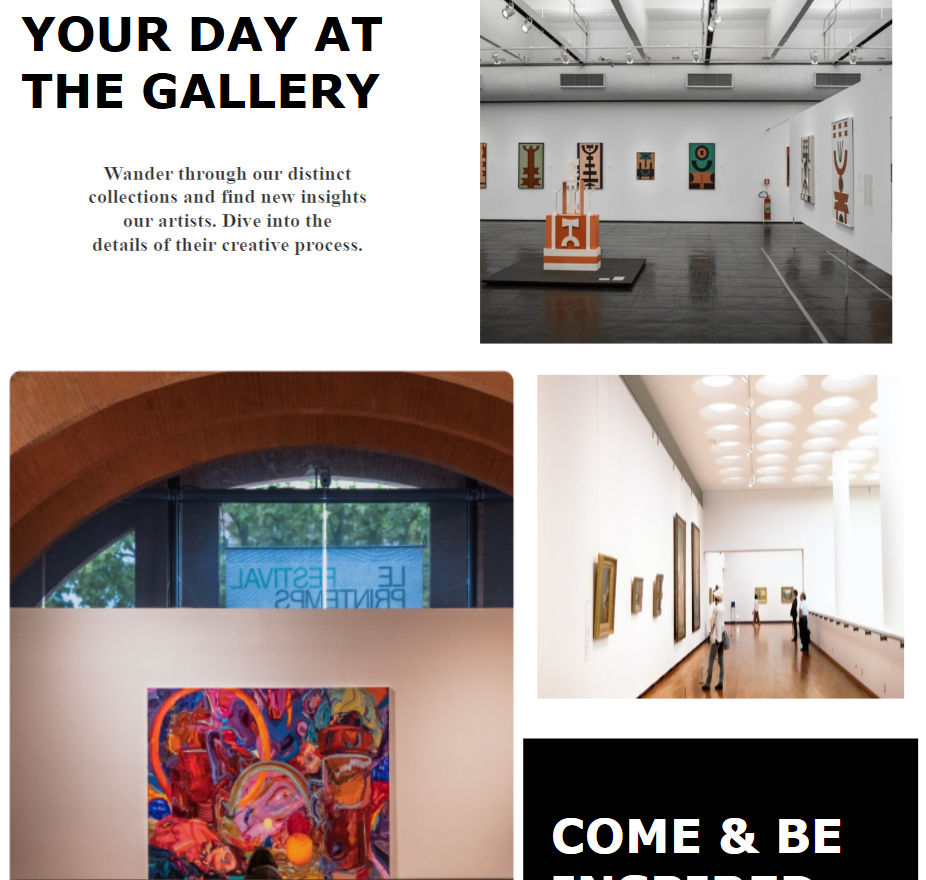 YOUR DAY AT
THE GALLERY
Wander through our distinct
collections and find new insights
our artists. Dive into the
details of their creative process.
LE FESTIVAL
PRINTEMPS
COME & BE
INSPIRED